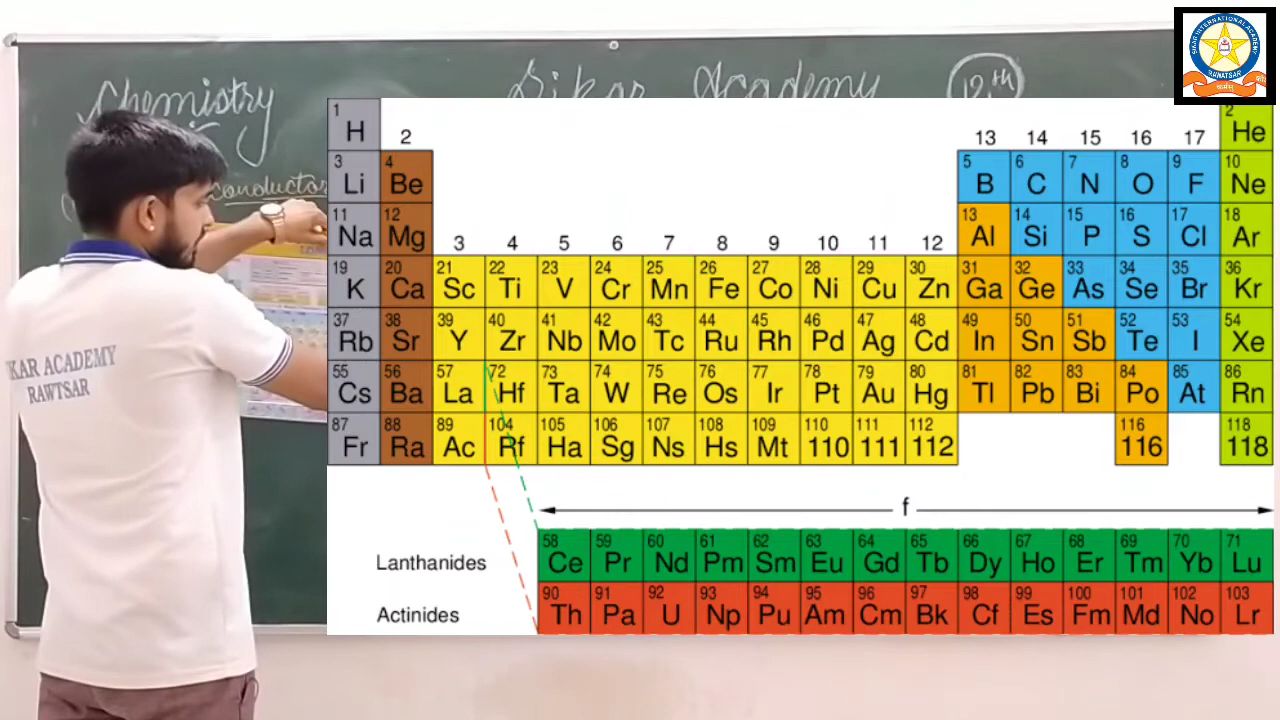 Chemistry
Sikar Academy
12th
conductor
SIKAR INTERNATIONAL ACADEMY
RAWATSAR
SIKAR ACADEMY
RAWTSAR
1 H
2 He
2 13 14 15 16 17
3 Li 4 Be 5 B 6 C 7 N 8 O 9 F 10 Ne
11 Na 12 Mg 13 Al 14 Si 15 P 16 S 17 Cl 18 Ar
3 4 5 6 7 8 9 10 11 12
19 K 20 Ca 21 Sc 22 Ti 23 V 24 Cr 25 Mn 26 Fe 27 Co 28 Ni 29 Cu 30 Zn 31 Ga 32 Ge 33 As 34 Se 35 Br 36 Kr
37 Rb 38 Sr 39 Y 40 Zr 41 Nb 42 Mo 43 Tc 44 Ru 45 Rh 46 Pd 47 Ag 48 Cd 49 In 50 Sn 51 Sb 52 Te 53 I 54 Xe
55 Cs 56 Ba 57 La 72 Hf 73 Ta 74 W 75 Re 76 Os 77 Ir 78 Pt 79 Au 80 Hg 81 Tl 82 Pb 83 Bi 84 Po 85 At 86 Rn
87 Fr 88 Ra 89 Ac 104 Rf 105 Ha 106 Sg 107 Ns 108 Hs 109 Mt 110 110 111 111 112 112 116 116 118 118
f
Lanthanides 58 Ce 59 Pr 60 Nd 61 Pm 62 Sm 63 Eu 64 Gd 65 Tb 66 Dy 67 Ho 68 Er 69 Tm 70 Yb 71 Lu
Actinides 90 Th 91 Pa 92 U 93 Np 94 Pu 95 Am 96 Cm 97 Bk 98 Cf 99 Es 100 Fm 101 Md 102 No 103 Lr